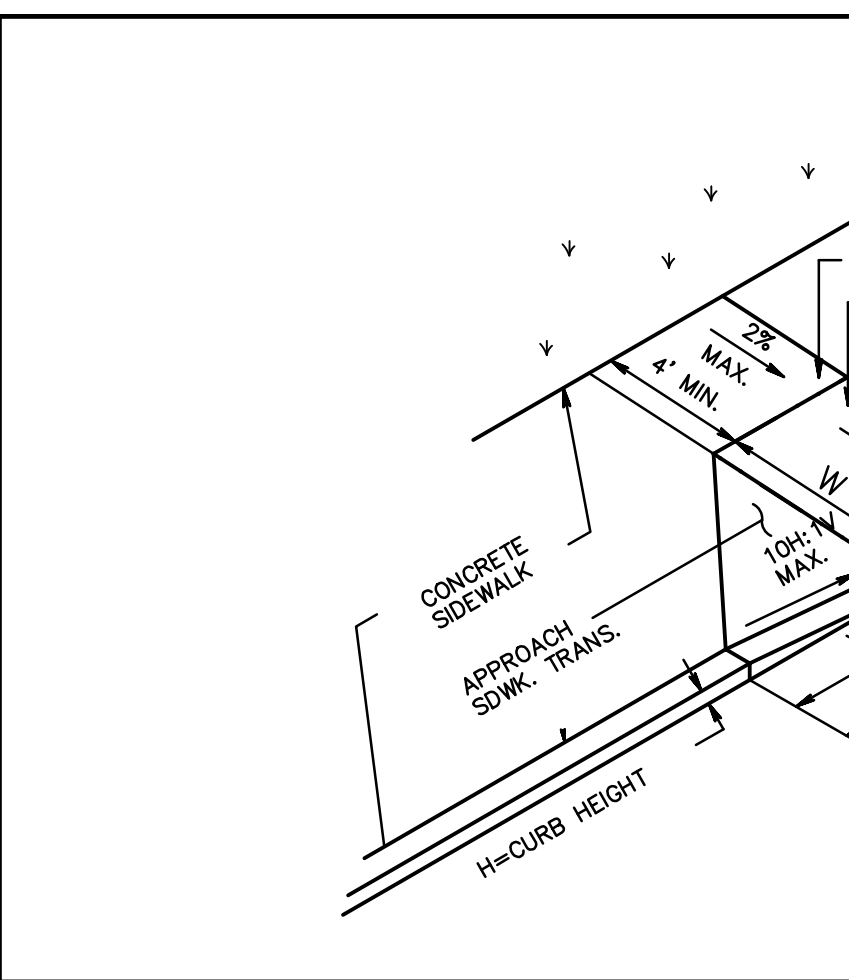 2%
MAX.
4' MIN.
W
10H:1V
MAX.
CONCRETE
SIDEWALK
APPROACH
SDWK. TRANS.
H=CURB HEIGHT